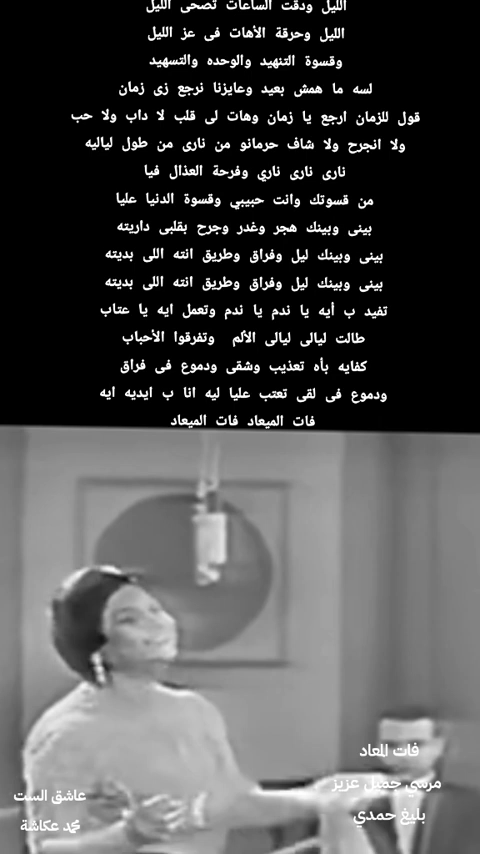 الليل ودقت الساعات تصحى الليل
الليل وحرقة الأهات فى عز الليل
وقسوة التنهيد والوحده والتسهيد
لسه ما همش بعيد وعايزنا نرجع زى زمان
قول للزمان ارجع يا زمان وهات لى قلب لا داب ولا حب
ولا انجرح ولا شاف حرمانو من نارى من طول لياليه
نارى نارى ناري وفرحة العذال فيا
من قسوتك وانت حبيبي وقسوة الدنيا عليا
بينى وبينك هجر وغدر وجرح بقلبى داريته
بينى وبينك ليل وفراق وطريق انته اللى بديته
بينى وبينك ليل وفراق وطريق انته اللى بديته
تفيد ب أيه يا ندم يا ندم وتعمل ايه يا عتاب
طالت ليالى ليالى الألم وتفرقوا الأحباب
كفايه بأه تعذيب وشقى ودموع فى فراق
ودموع فى لقى تعتب عليا ليه انا ب ايديه ايه
فات الميعاد فات الميعاد
فات المعاد
مرسي جميل عزيز
بليغ حمدي
عاشق الست
محمد عكاشة